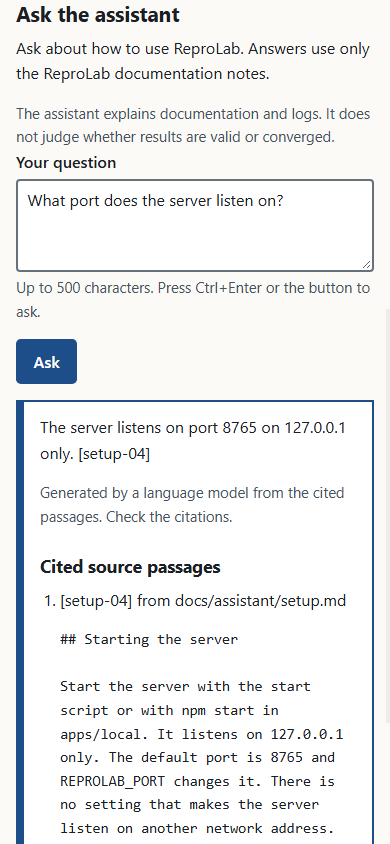 Ask the assistant
Ask about how to use ReproLab. Answers use only
the ReproLab documentation notes.
The assistant explains documentation and logs. It does
not judge whether results are valid or converged.
Your question
What port does the server listen on?
Up to 500 characters. Press Ctrl+Enter or the button to
ask.
Ask
The server listens on port 8765 on 127.0.0.1
only. [setup-04]
Generated by a language model from the cited
passages. Check the citations.
Cited source passages
1. [setup-04] from docs/assistant/setup.md
## Starting the server
Start the server with the start
script or with npm start in
apps/local. It listens on 127.0.0.1
only. The default port is 8765 and
REPROLAB_PORT changes it. There is
no setting that makes the server
listen on another network address.